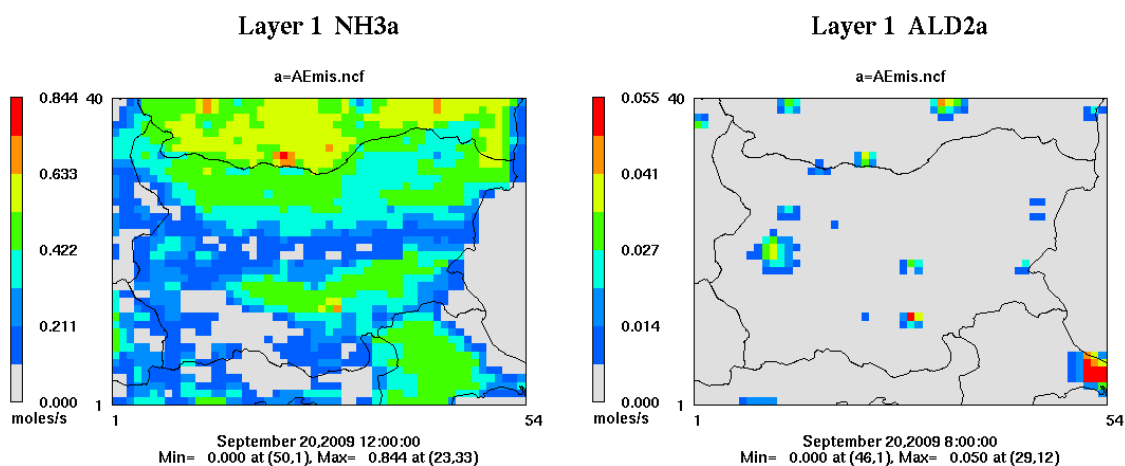 Layer 1 NH3a
a=AEmis.ncf
0.844
0.633
0.422
0.211
0.000
moles/s
40
1
1
54
September 20,2009 12:00:00
Min= 0.000 at (50,1), Max= 0.844 at (23,33)
Layer 1 ALD2a
a=AEmis.ncf
0.055
0.041
0.027
0.014
0.000
moles/s
40
1
1
54
September 20,2009 8:00:00
Min= 0.000 at (46,1), Max= 0.050 at (29,12)